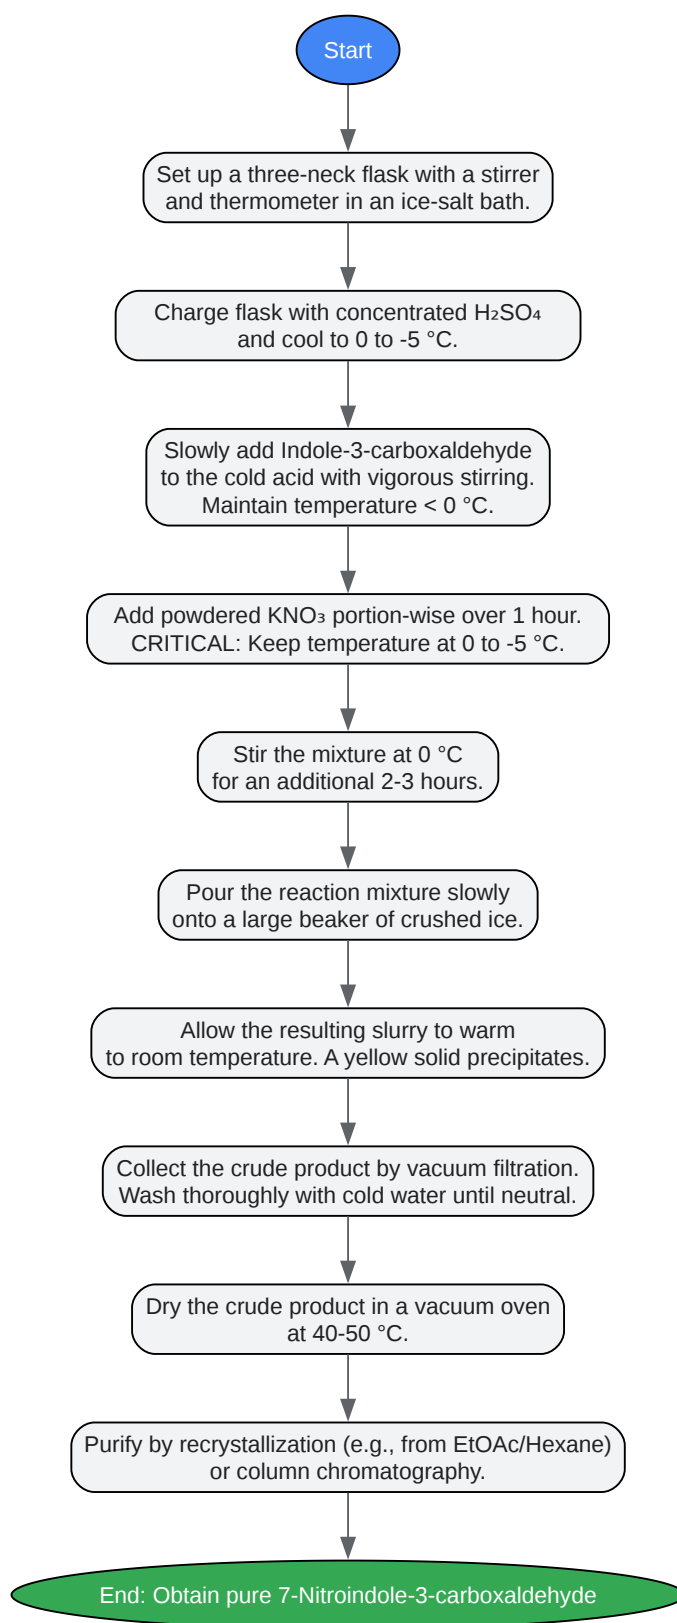 Start
Set up a three-neck flask with a stirrer
and thermometer in an ice-salt bath.
Charge flask with concentrated H₂SO₄
and cool to 0 to -5 °C.
Slowly add Indole-3-carboxaldehyde
to the cold acid with vigorous stirring.
Maintain temperature < 0 °C.
Add powdered KNO₃ portion-wise over 1 hour.
CRITICAL: Keep temperature at 0 to -5 °C.
Stir the mixture at 0 °C
for an additional 2-3 hours.
Pour the reaction mixture slowly
onto a large beaker of crushed ice.
Allow the resulting slurry to warm
to room temperature. A yellow solid precipitates.
Collect the crude product by vacuum filtration.
Wash thoroughly with cold water until neutral.
Dry the crude product in a vacuum oven
at 40-50 °C.
Purify by recrystallization (e.g., from EtOAc/Hexane)
or column chromatography.
End: Obtain pure 7-Nitroindole-3-carboxaldehyde